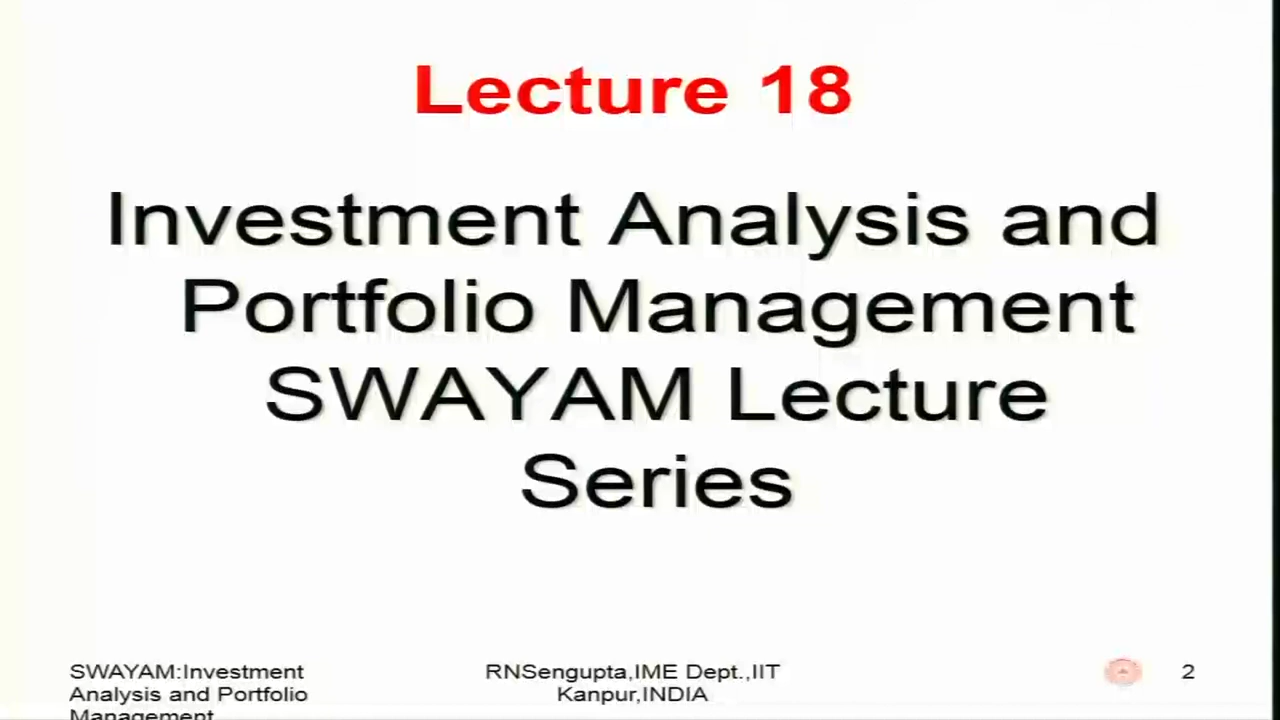 Lecture 18
Investment Analysis and
Portfolio Management
SWAYAM Lecture
Series
SWAYAM:Investment
Analysis and Portfolio
Management
RNSengupta,IME Dept.,IIT
Kanpur,INDIA
2